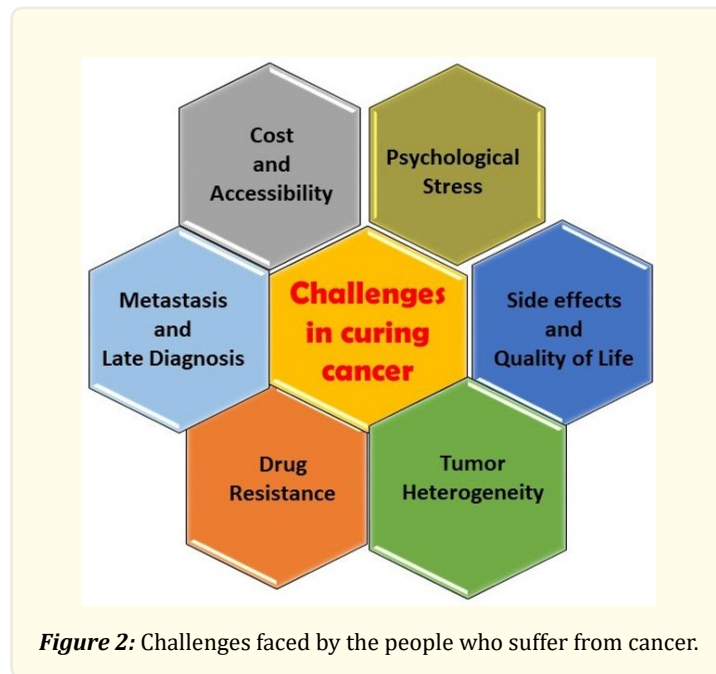 Cost
and
Accessibility
Psychological
Stress
Metastasis
and
Late Diagnosis
Challenges
in curing
cancer
Side effects
and
Quality of Life
Drug
Resistance
Tumor
Heterogeneity
Figure 2: Challenges faced by the people who suffer from cancer.